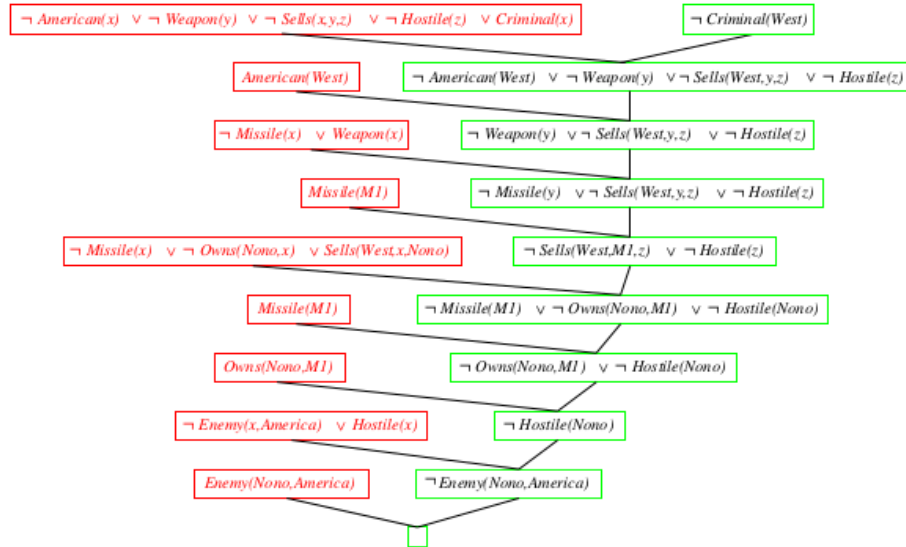 ¬ American(x) ∨ ¬ Weapon(y) ∨ ¬ Sells(x,y,z) ∨ ¬ Hostile(z) ∨ Criminal(x)
¬ Criminal(West)
American(West)
¬ American(West) ∨ ¬ Weapon(y) ∨ ¬ Sells(West,y,z) ∨ ¬ Hostile(z)
¬ Missile(x) ∨ Weapon(x)
¬ Weapon(y) ∨ ¬ Sells(West,y,z) ∨ ¬ Hostile(z)
Missile(M1)
¬ Missile(y) ∨ ¬ Sells(West,y,z) ∨ ¬ Hostile(z)
¬ Missile(x) ∨ ¬ Owns(Nono,x) ∨ Sells(West,x,Nono)
¬ Sells(West,M1,z) ∨ ¬ Hostile(z)
Missile(M1)
¬ Missile(M1) ∨ ¬ Owns(Nono,M1) ∨ ¬ Hostile(Nono)
Owns(Nono,M1)
¬ Owns(Nono,M1) ∨ ¬ Hostile(Nono)
¬ Enemy(x,America) ∨ Hostile(x)
¬ Hostile(Nono)
Enemy(Nono,America)
¬ Enemy(Nono,America)